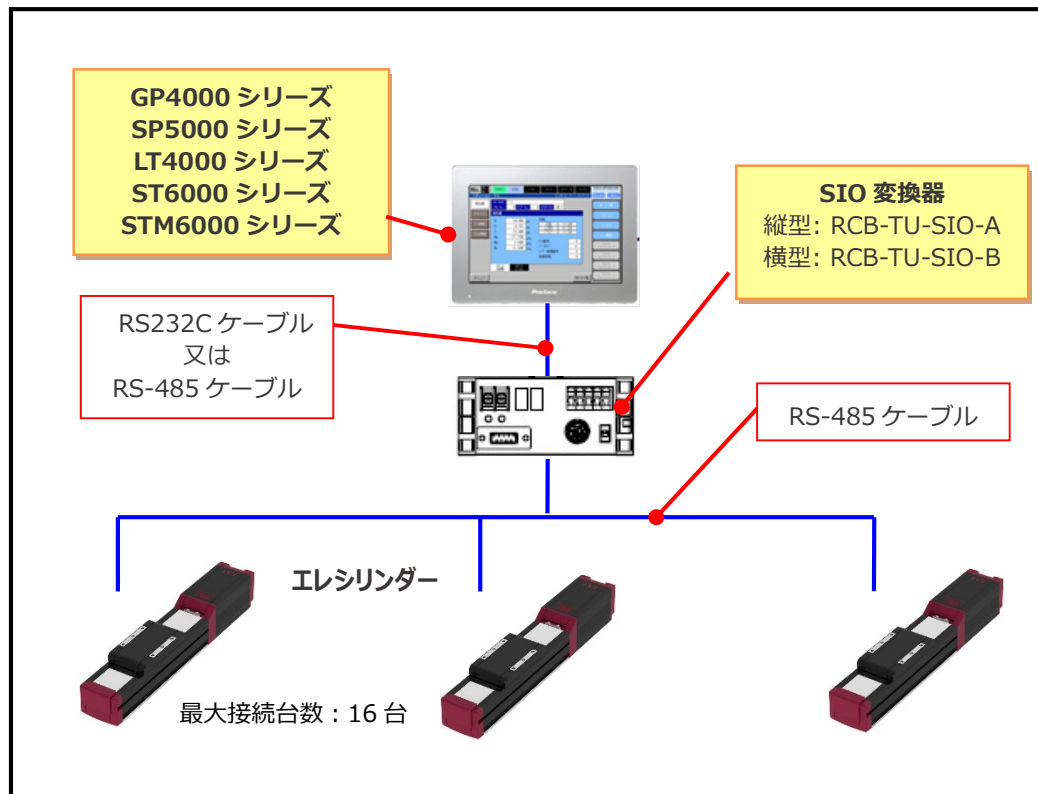 GP4000 シリーズ
SP5000 シリーズ
LT4000 シリーズ
ST6000 シリーズ
STM6000 シリーズ
SIO 変換器
縦型: RCB-TU-SIO-A
横型: RCB-TU-SIO-B
Pro-face
RS232C ケーブル
又は
RS-485 ケーブル
RS-485 ケーブル
エレシリンダー
最大接続台数：16 台